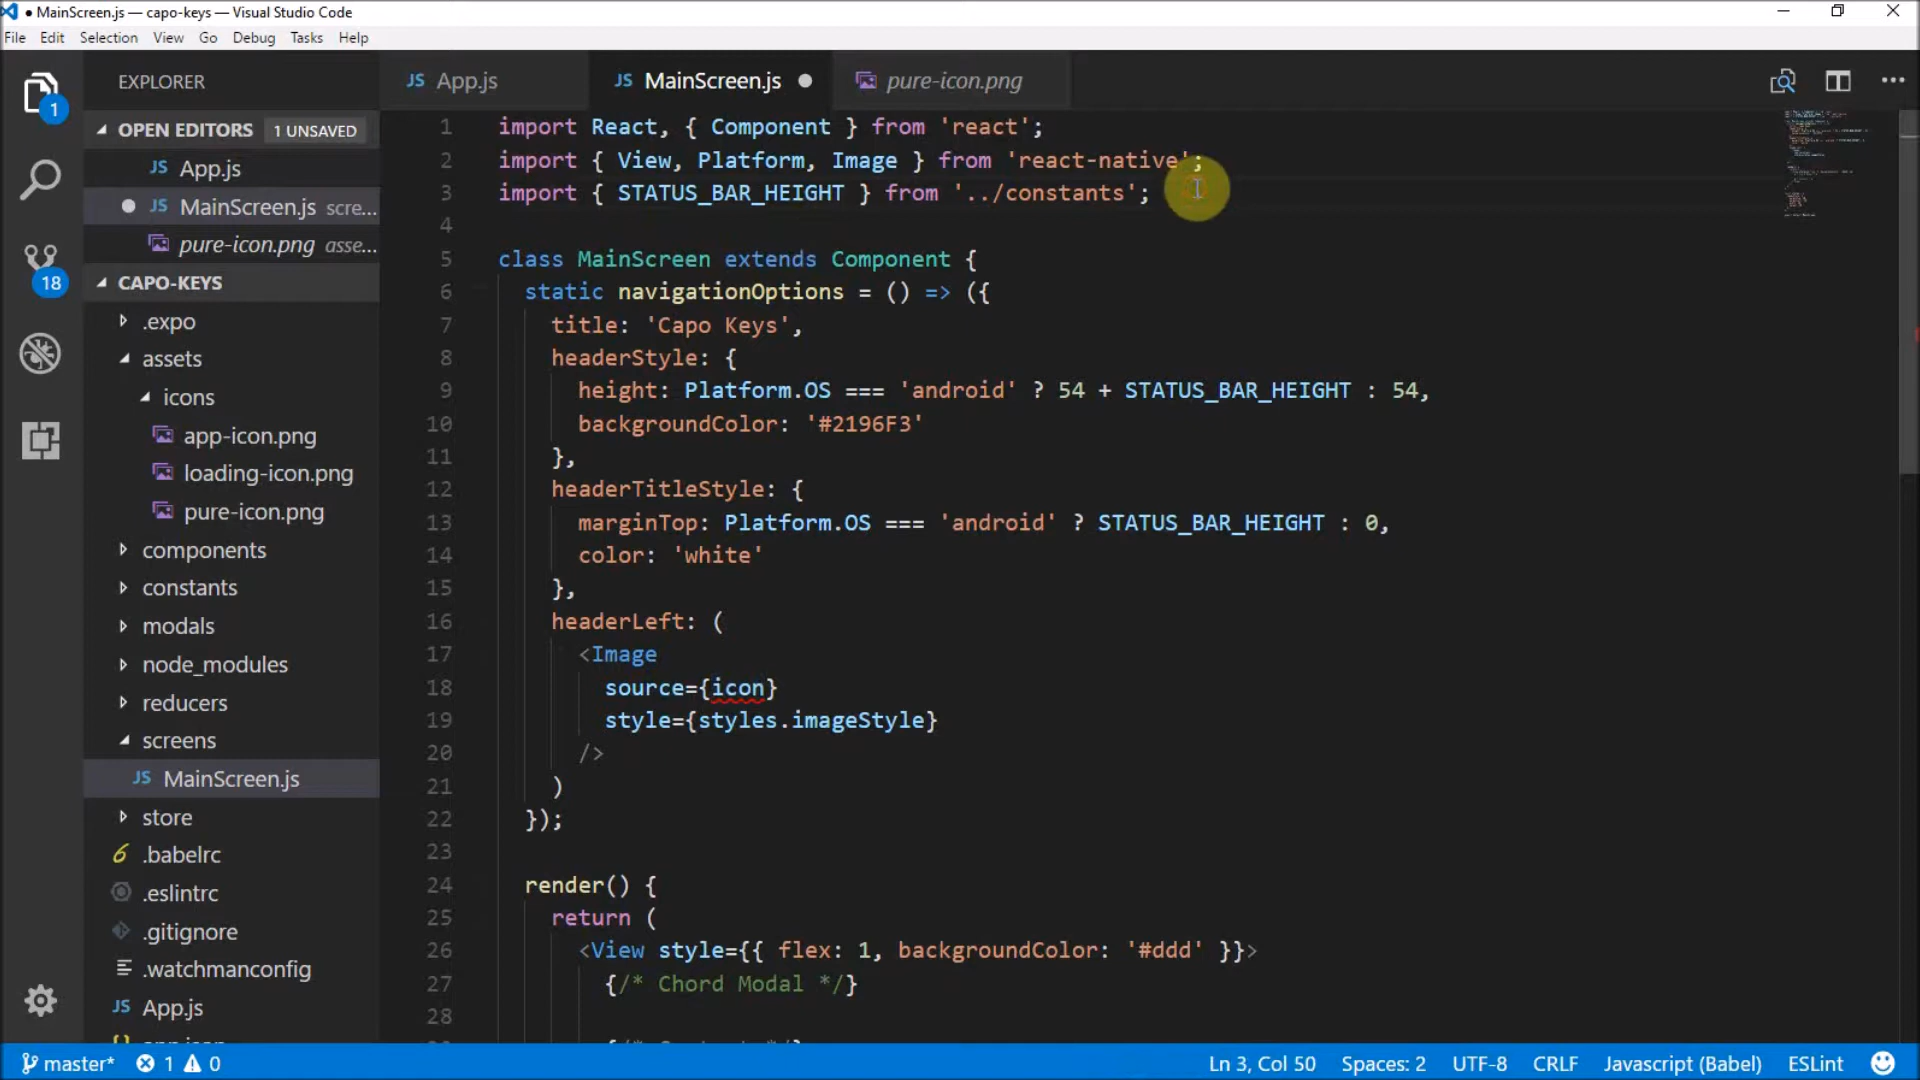 • MainScreen.js — capo-keys — Visual Studio Code
File Edit Selection View Go Debug Tasks Help
EXPLORER
JS App.js
JS MainScreen.js
pure-icon.png
OPEN EDITORS 1 UNSAVED
JS App.js
JS MainScreen.js scre...
pure-icon.png asse...
CAPO-KEYS
.expo
assets
icons
app-icon.png
loading-icon.png
pure-icon.png
components
constants
modals
node_modules
reducers
screens
JS MainScreen.js
store
.babelrc
.eslintrc
.gitignore
.watchmanconfig
JS App.js
1
18
1 import React, { Component } from 'react';
2 import { View, Platform, Image } from 'react-native';
3 import { STATUS_BAR_HEIGHT } from '../constants';
4
5 class MainScreen extends Component {
6 static navigationOptions = () => ({
7 title: 'Capo Keys',
8 headerStyle: {
9 height: Platform.OS === 'android' ? 54 + STATUS_BAR_HEIGHT : 54,
10 backgroundColor: '#2196F3'
11 },
12 headerTitleStyle: {
13 marginTop: Platform.OS === 'android' ? STATUS_BAR_HEIGHT : 0,
14 color: 'white'
15 },
16 headerLeft: (
17 <Image
18 source={icon}
19 style={styles.imageStyle}
20 />
21 )
22 });
23
24 render() {
25 return (
26 <View style={{ flex: 1, backgroundColor: '#ddd' }}>
27 {/* Chord Modal */}
28
master* 1 0 Ln 3, Col 50 Spaces: 2 UTF-8 CRLF Javascript (Babel) ESLint